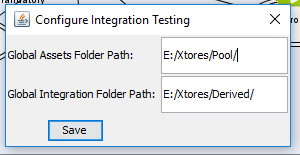 Configure Integration Testing
Global Assets Folder Path: E:/Xtores/Pool/
Global Integration Folder Path: E:/Xtores/Derived/
Save